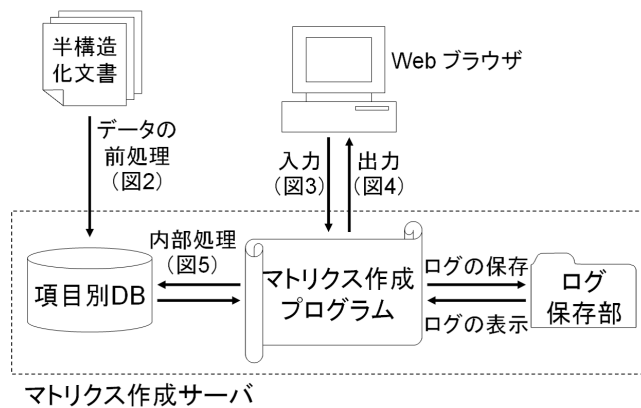 半構造
化文書
Web ブラウザ
データの
前処理
(図2)
入力
(図3)
出力
(図4)
内部処理
(図5)
項目別DB
マトリクス作成
プログラム
ログの保存
ログの表示
ログ
保存部
マトリクス作成サーバ